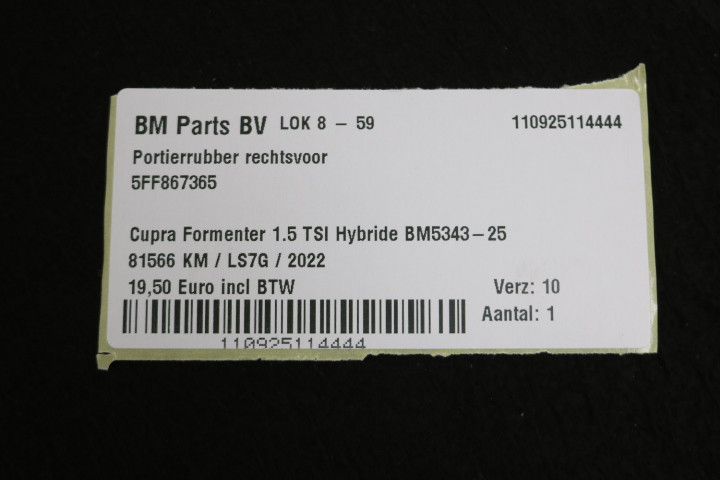 BM Parts BV LOK 8 - 59 110925114444
Portierrubber rechtsvoor
5FF867365
Cupra Formenter 1.5 TSI Hybride BM5343-25
81566 KM / LS7G / 2022
19,50 Euro incl BTW Verz: 10
Aantal: 1
110925114444